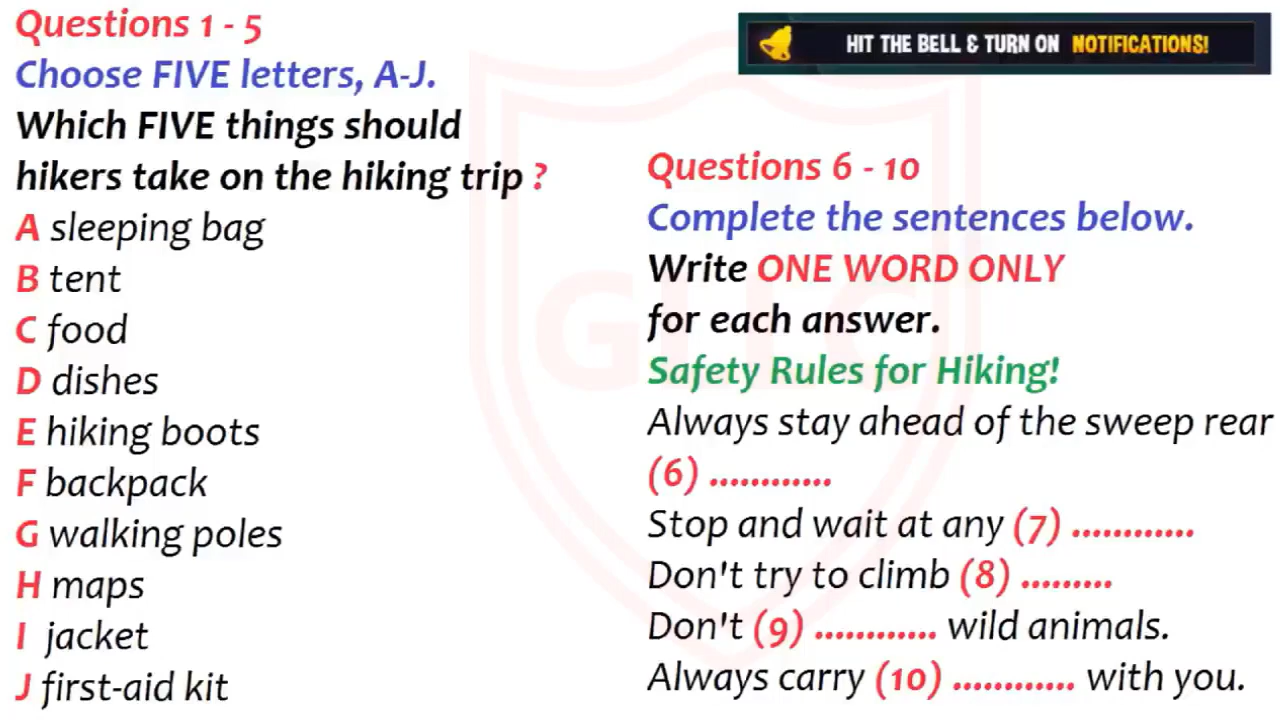 Questions 1 - 5
Choose FIVE letters, A-J.
Which FIVE things should
hikers take on the hiking trip ?
A sleeping bag
B tent
C food
D dishes
E hiking boots
F backpack
G walking poles
H maps
I jacket
J first-aid kit
HIT THE BELL & TURN ON NOTIFICATIONS!
Questions 6 - 10
Complete the sentences below.
Write ONE WORD ONLY
for each answer.
Safety Rules for Hiking!
Always stay ahead of the sweep rear
(6) ............
Stop and wait at any (7) ............
Don't try to climb (8) .........
Don't (9) ............ wild animals.
Always carry (10) ............ with you.